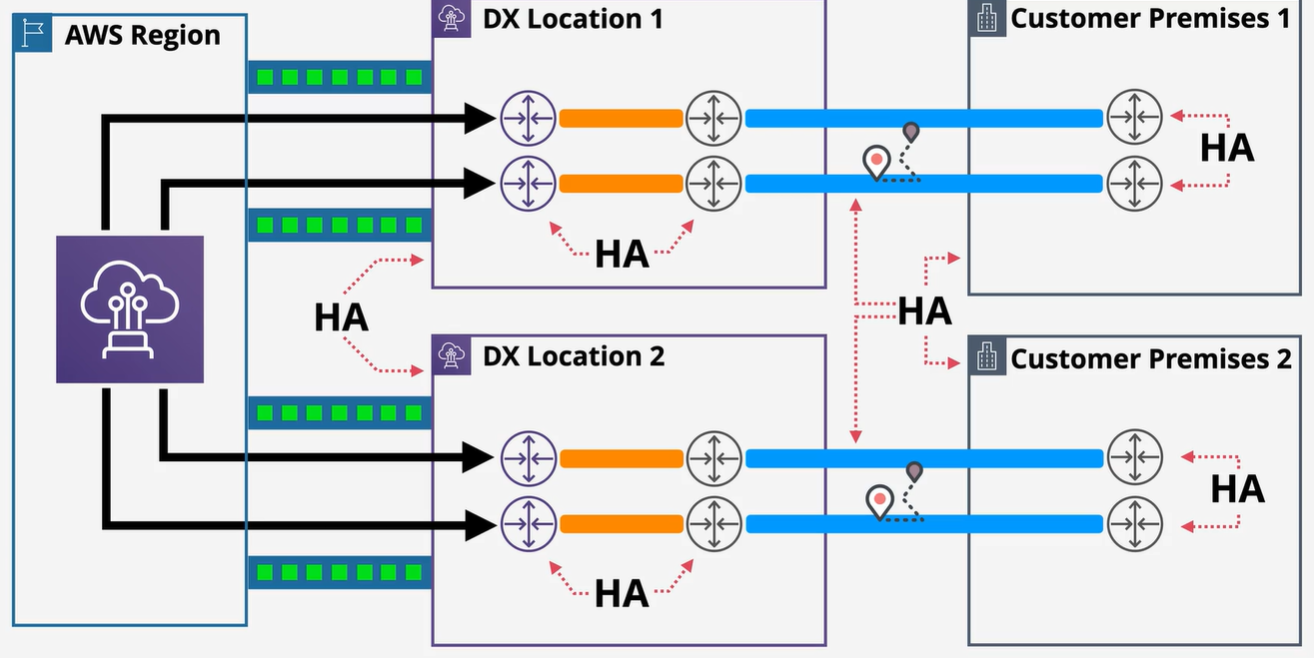 AWS Region
DX Location 1
Customer Premises 1
HA
HA
HA
HA
DX Location 2
Customer Premises 2
HA
HA